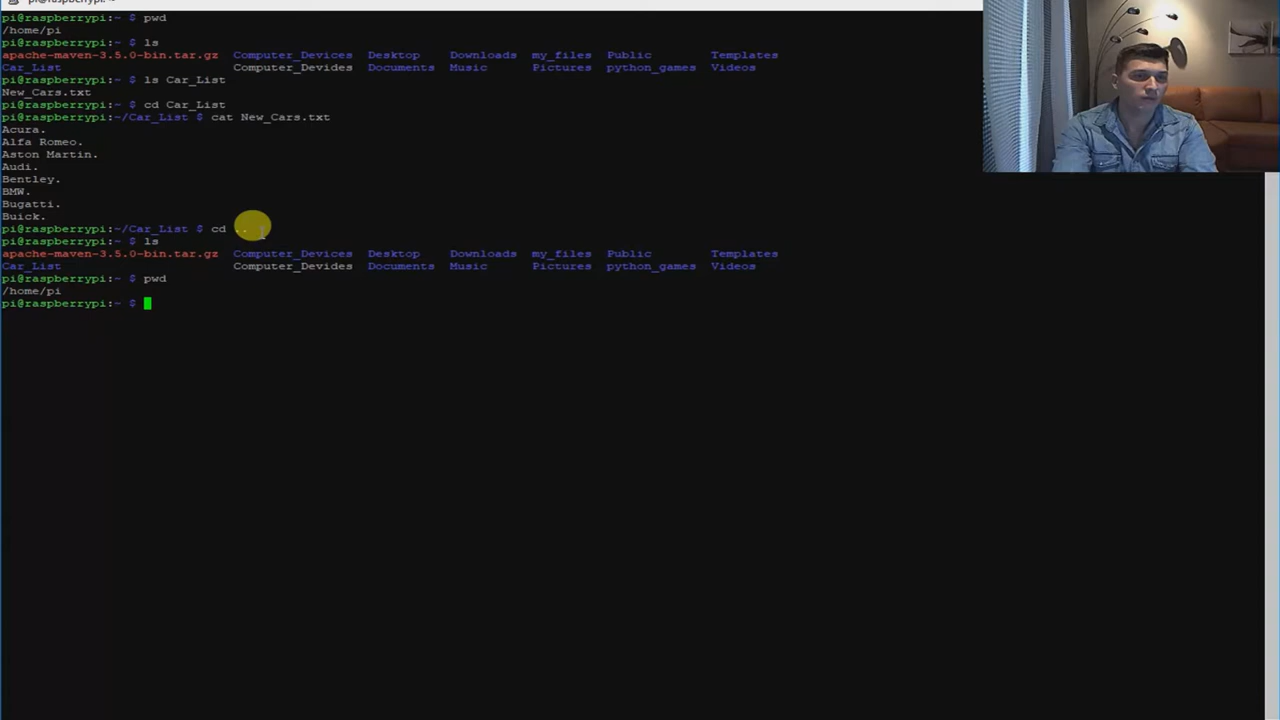 pi@raspberrypi: ~
pi@raspberrypi:~ $ pwd
/home/pi
pi@raspberrypi:~ $ ls
apache-maven-3.5.0-bin.tar.gz Computer_Devices Desktop Downloads my_files Public Templates
Car_List Computer_Devides Documents Music Pictures python_games Videos
pi@raspberrypi:~ $ ls Car_List
New_Cars.txt
pi@raspberrypi:~ $ cd Car_List
pi@raspberrypi:~/Car_List $ cat New_Cars.txt
Acura.
Alfa Romeo.
Aston Martin.
Audi.
Bentley.
BMW.
Bugatti.
Buick.
pi@raspberrypi:~/Car_List $ cd ..
pi@raspberrypi:~ $ ls
apache-maven-3.5.0-bin.tar.gz Computer_Devices Desktop Downloads my_files Public Templates
Car_List Computer_Devides Documents Music Pictures python_games Videos
pi@raspberrypi:~ $ pwd
/home/pi
pi@raspberrypi:~ $